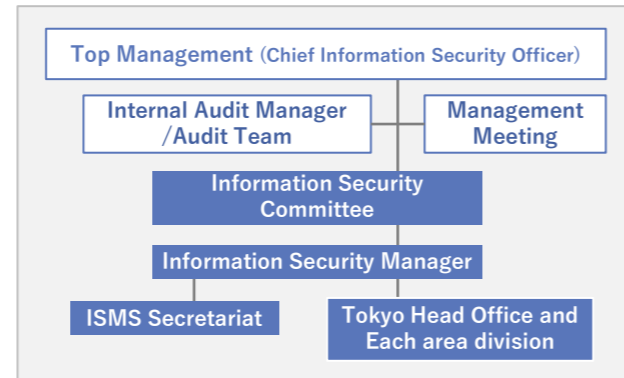 Top Management (Chief Information Security Officer)
Internal Audit Manager
/Audit Team
Management
Meeting
Information Security
Committee
Information Security Manager
ISMS Secretariat
Tokyo Head Office and
Each area division